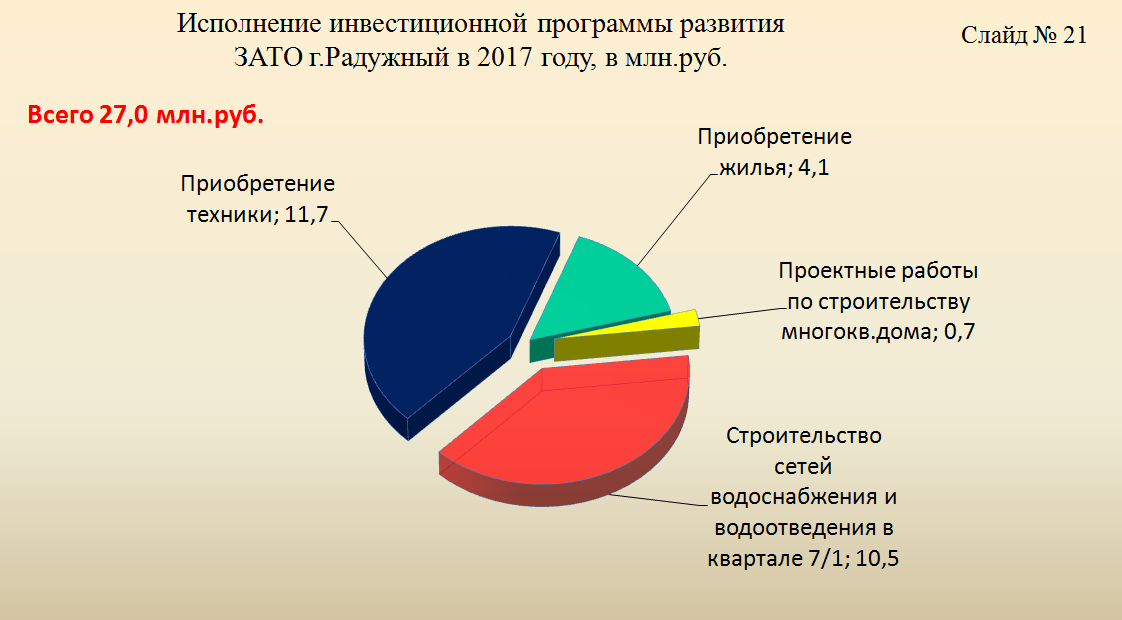 Исполнение инвестиционной программы развития
ЗАТО г.Радужный в 2017 году, в млн.руб.
Слайд № 21
Всего 27,0 млн.руб.
Приобретение
жилья; 4,1
Приобретение
техники; 11,7
Проектные работы
по строительству
многокв.дома; 0,7
Строительство
сетей
водоснабжения и
водоотведения в
квартале 7/1; 10,5